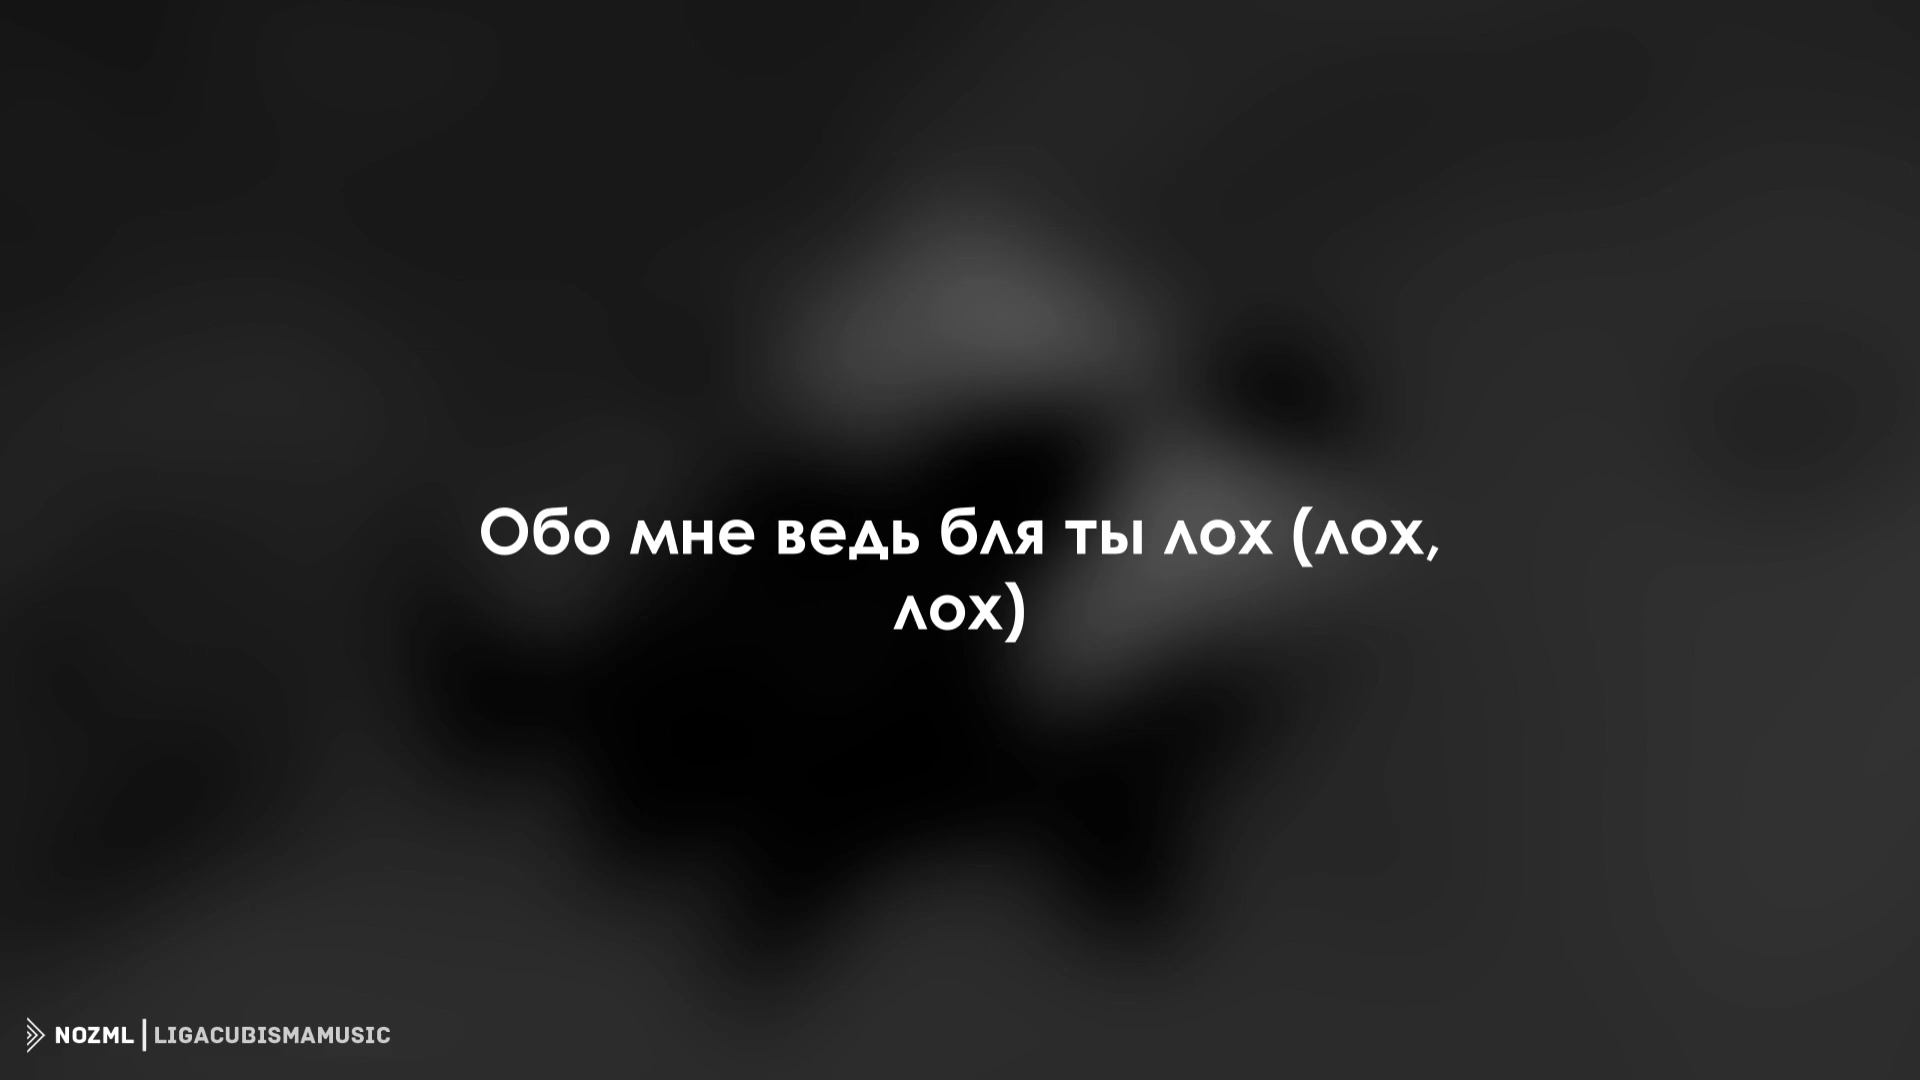 Обо мне ведь бля ты лох (лох,
лох)
NOZML | LIGACUBISMAMUSIC